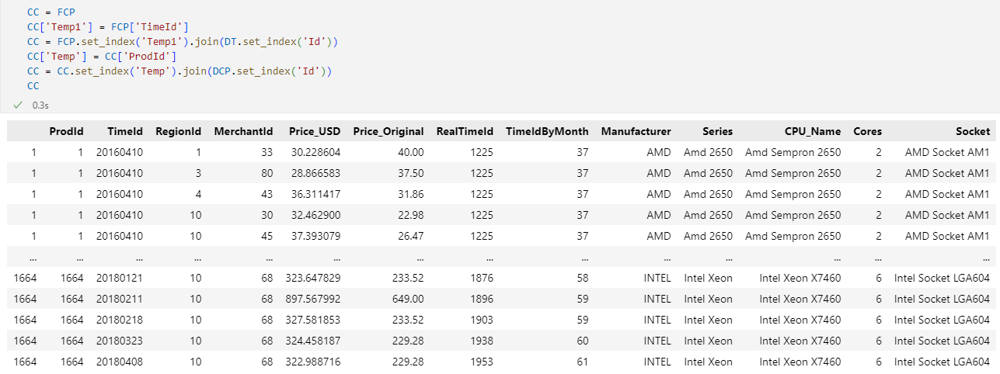 CC = FCP
CC['Temp1'] = FCP['TimeId']
CC = FCP.set_index('Temp1').join(DT.set_index('Id'))
CC['Temp'] = CC['ProdId']
CC = CC.set_index('Temp').join(DCP.set_index('Id'))
CC
✓ 0.3s
ProdId TimeId RegionId MerchantId Price_USD Price_Original RealTimeId TimeIdByMonth Manufacturer Series CPU_Name Cores Socket
1 1 20160410 1 33 30.228604 40.00 1225 37 AMD Amd 2650 Amd Sempron 2650 2 AMD Socket AM1
1 1 20160410 3 80 28.866583 37.50 1225 37 AMD Amd 2650 Amd Sempron 2650 2 AMD Socket AM1
1 1 20160410 4 43 36.311417 31.86 1225 37 AMD Amd 2650 Amd Sempron 2650 2 AMD Socket AM1
1 1 20160410 10 30 32.462900 22.98 1225 37 AMD Amd 2650 Amd Sempron 2650 2 AMD Socket AM1
1 1 20160410 10 45 37.393079 26.47 1225 37 AMD Amd 2650 Amd Sempron 2650 2 AMD Socket AM1
... ... ... ... ... ... ... ... ... ... ... ... ... ...
1664 1664 20180121 10 68 323.647829 233.52 1876 58 INTEL Intel Xeon Intel Xeon X7460 6 Intel Socket LGA604
1664 1664 20180211 10 68 897.567992 649.00 1896 59 INTEL Intel Xeon Intel Xeon X7460 6 Intel Socket LGA604
1664 1664 20180218 10 68 327.581853 233.52 1903 59 INTEL Intel Xeon Intel Xeon X7460 6 Intel Socket LGA604
1664 1664 20180323 10 68 324.458187 229.28 1938 60 INTEL Intel Xeon Intel Xeon X7460 6 Intel Socket LGA604
1664 1664 20180408 10 68 322.988716 229.28 1953 61 INTEL Intel Xeon Intel Xeon X7460 6 Intel Socket LGA604